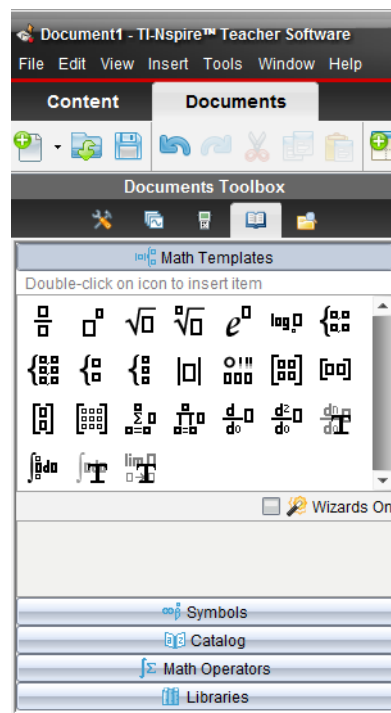 Document1 - TI-Nspire™ Teacher Software
File Edit View Insert Tools Window Help
Content Documents
Documents Toolbox
Math Templates
Double-click on icon to insert item
Wizards On
Symbols
Catalog
Math Operators
Libraries